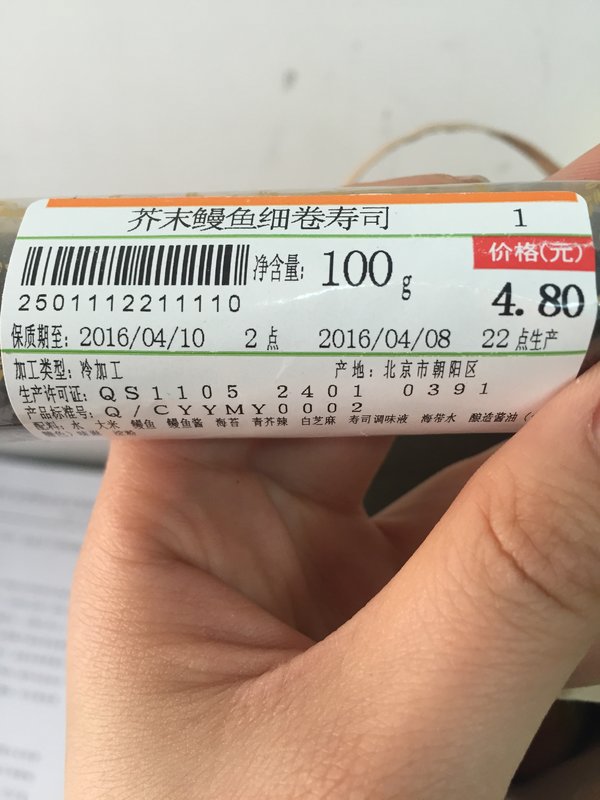 芥末鳗鱼细卷寿司 1
净含量: 100g 价格(元)
2501112211110 4.80
保质期至: 2016/04/10 2点 2016/04/08 22点生产
加工类型: 冷加工 产地: 北京市朝阳区
生产许可证: QS1105 2401 0391
产品标准号: Q/CYYMY0002
配料: 水 大米 鳗鱼 鳗鱼酱 海苔 青芥辣 白芝麻 寿司调味液 海带水 酿造酱油